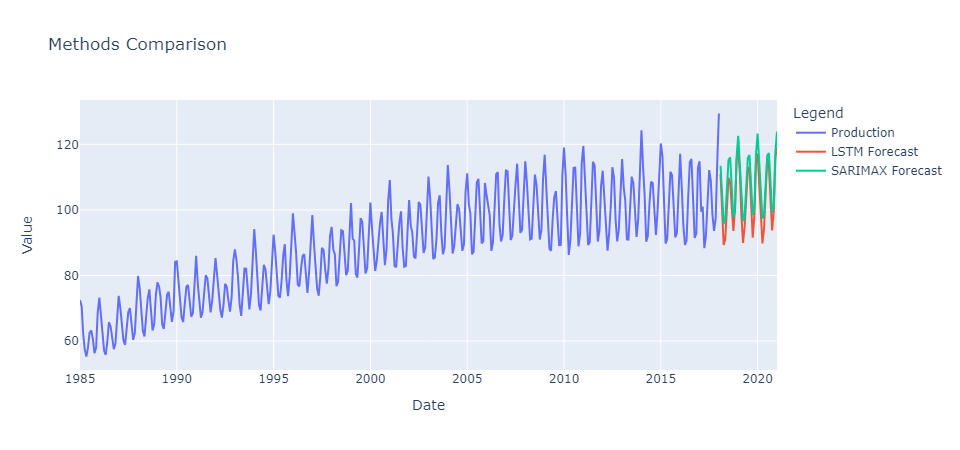 Methods Comparison
Legend
Production
LSTM Forecast
SARIMAX Forecast
120
100
80
60
Value
1985
1990
1995
2000
2005
2010
2015
2020
Date